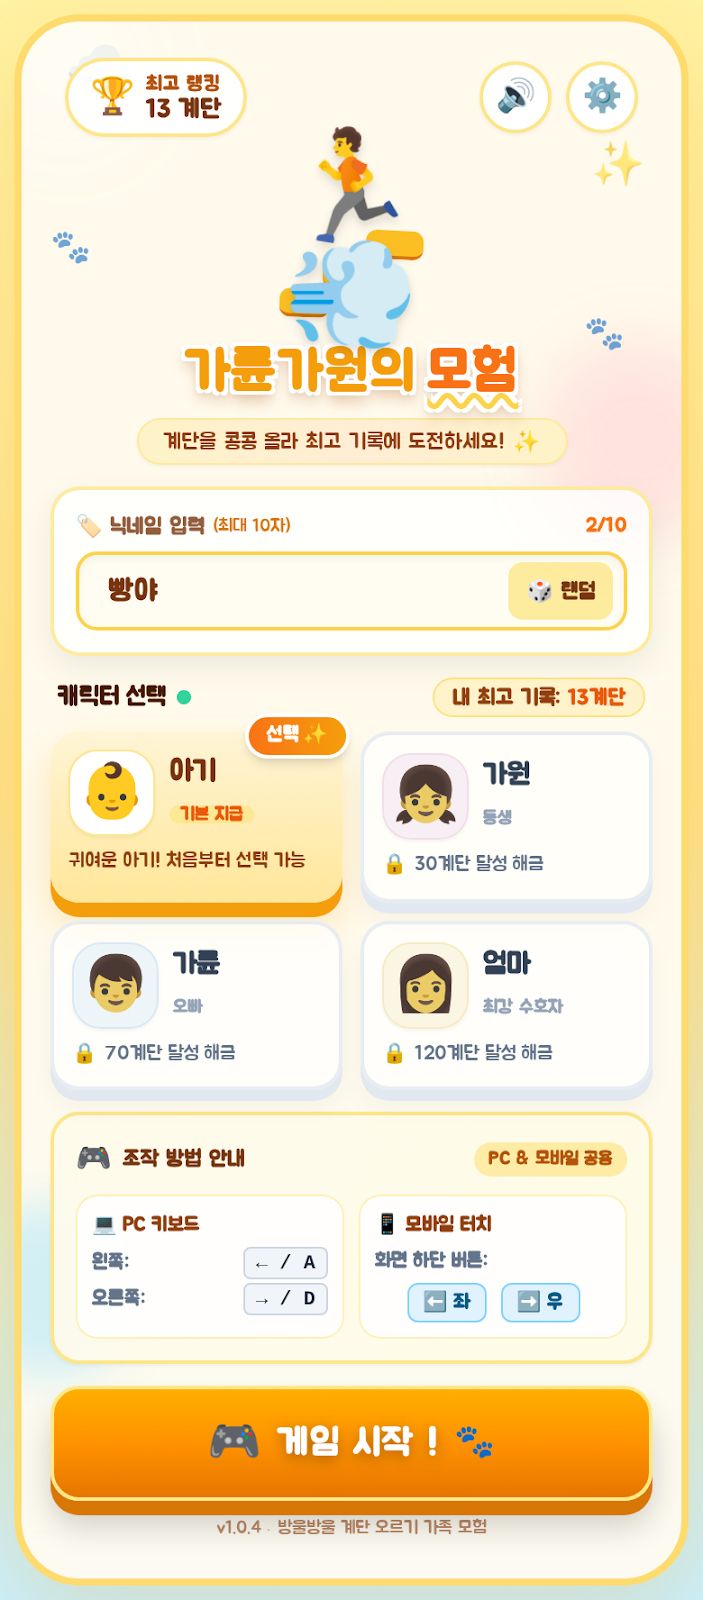 최고 랭킹
13 계단
가륜가원의 모험
계단을 콩콩 올라 최고 기록에 도전하세요! ✨
닉네임 입력 (최대 10자)
2/10
빵야
랜덤
캐릭터 선택
내 최고 기록: 13계단
선택 ✨
아기
기본 지급
귀여운 아기! 처음부터 선택 가능
가원
동생
30계단 달성 해금
가륜
오빠
70계단 달성 해금
엄마
최강 수호자
120계단 달성 해금
조작 방법 안내
PC & 모바일 공용
PC 키보드
왼쪽: ← / A
오른쪽: → / D
모바일 터치
화면 하단 버튼:
⬅️ 좌 ➡️ 우
게임 시작 !
v1.0.4 · 방울방울 계단 오르기 가족 모험